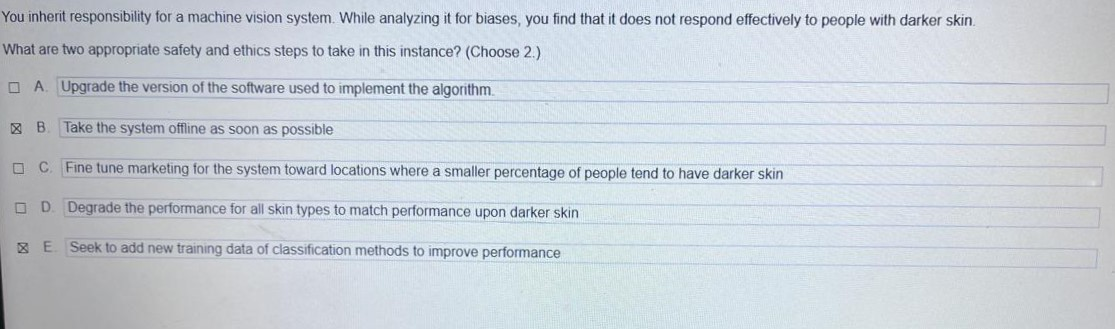 You inherit responsibility for a machine vision system. While analyzing it for biases, you find that it does not respond effectively to people with darker skin.
What are two appropriate safety and ethics steps to take in this instance? (Choose 2.)
A. Upgrade the version of the software used to implement the algorithm.
B. Take the system offline as soon as possible
C. Fine tune marketing for the system toward locations where a smaller percentage of people tend to have darker skin
D. Degrade the performance for all skin types to match performance upon darker skin
E. Seek to add new training data of classification methods to improve performance